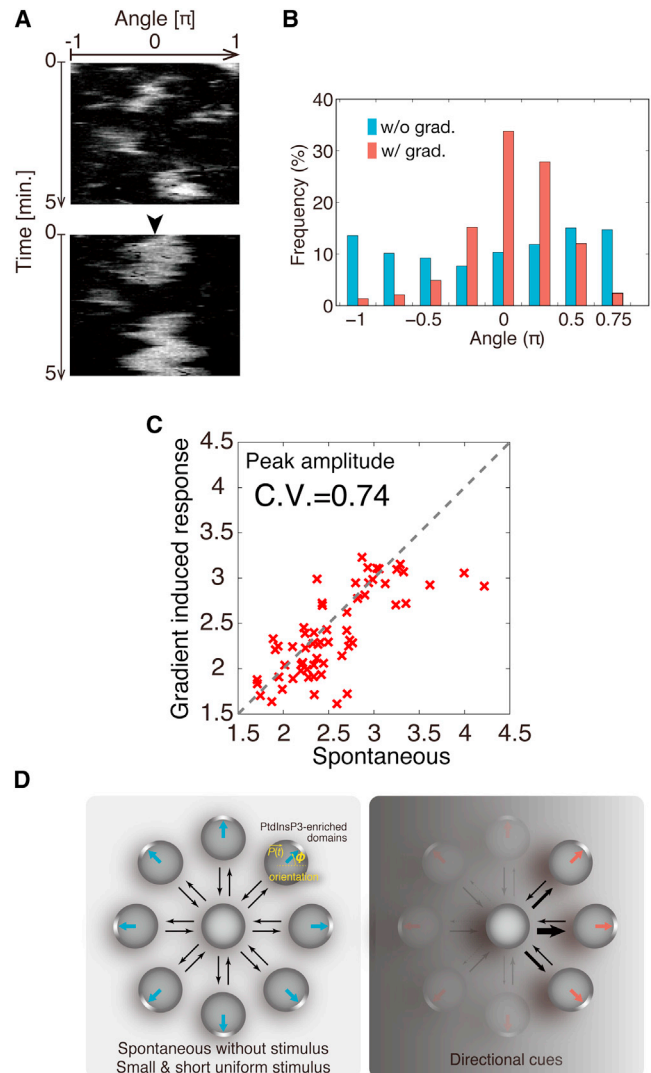 A
Angle [π]
-1 0 1
0
Time [min.]
5
0
5
B
40
30
20
10
0
Frequency (%)
w/o grad.
w/ grad.
−1 −0.5 0 0.5 0.75
Angle (π)
C
Peak amplitude
C.V.=0.74
Gradient induced response
4.5
4
3.5
3
2.5
2
1.5
1.5 2 2.5 3 3.5 4 4.5
Spontaneous
D
PtdInsP3-enriched
domains
P(t) Φ
orientation
Spontaneous without stimulus
Small & short uniform stimulus
Directional cues